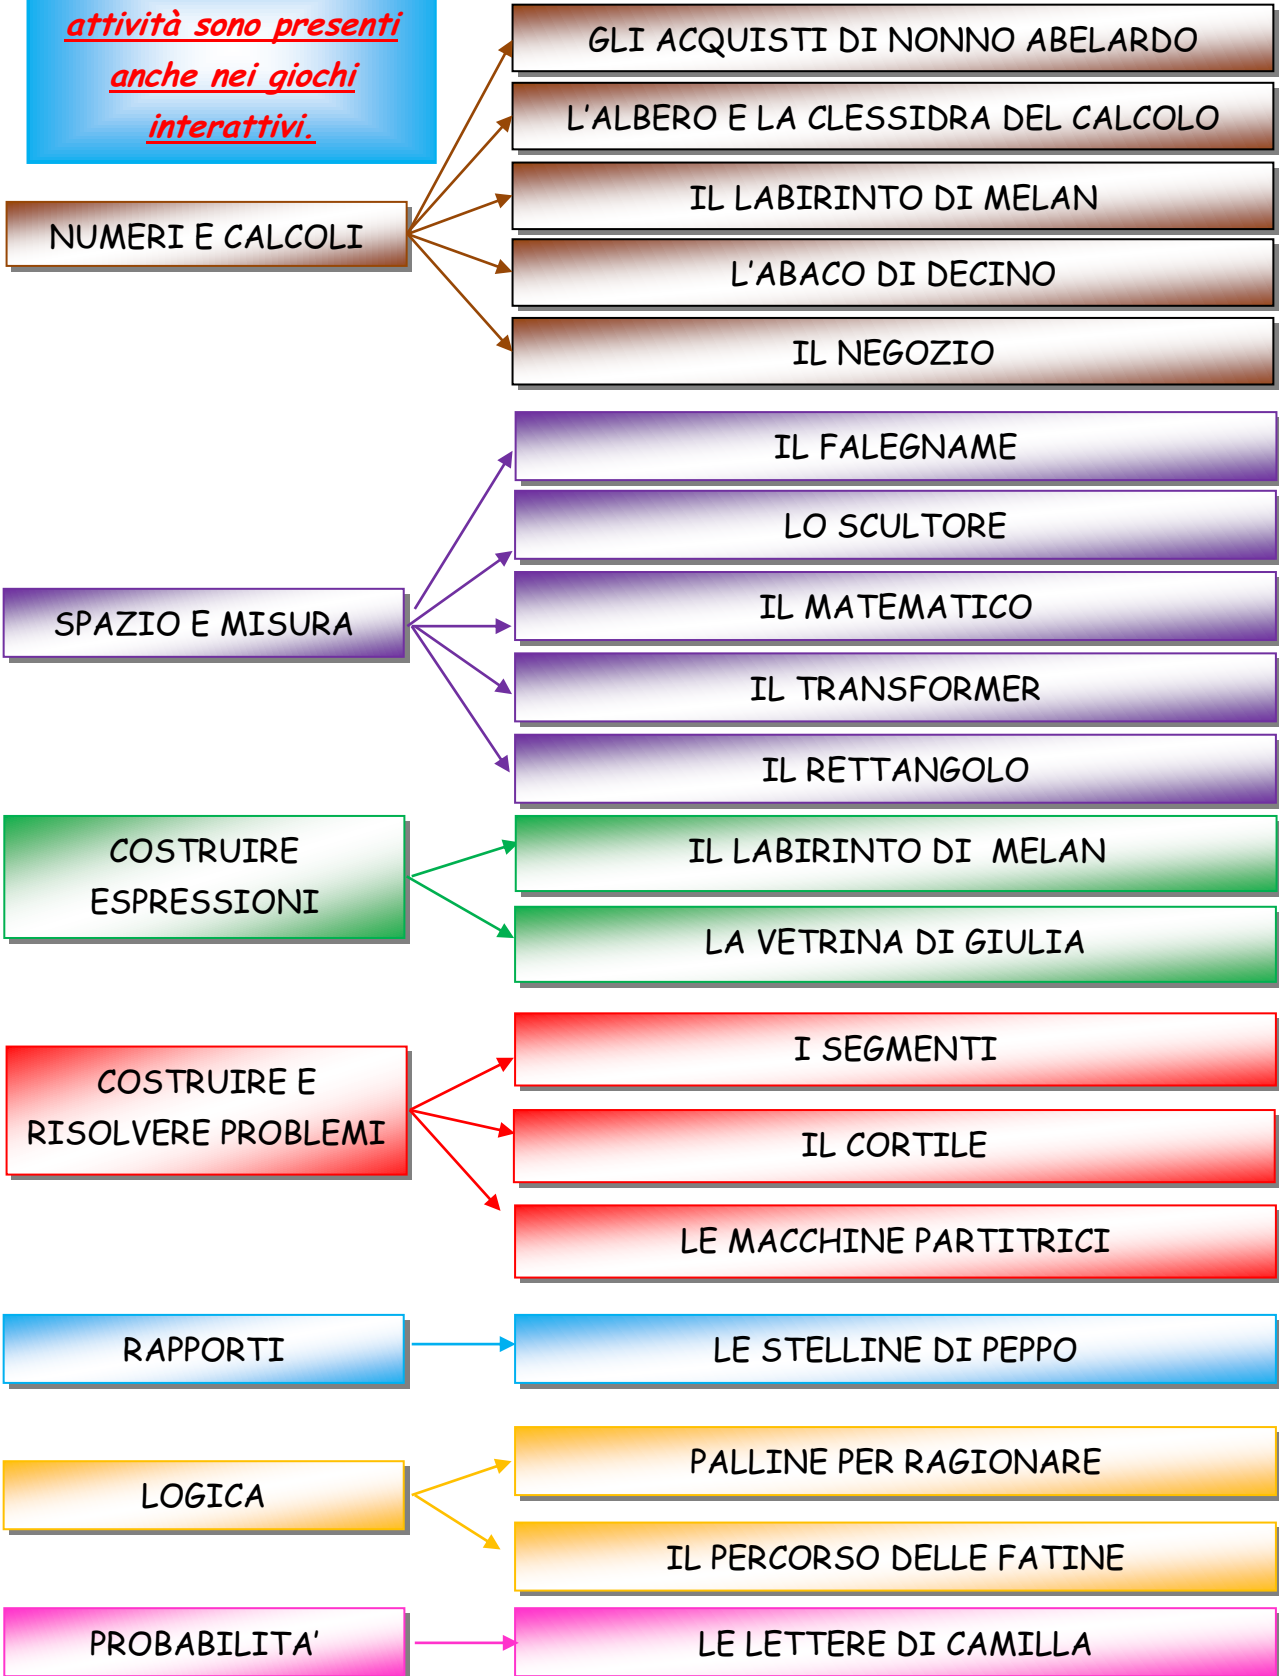 attività sono presenti
anche nei giochi
interattivi.
NUMERI E CALCOLI
GLI ACQUISTI DI NONNO ABELARDO
L'ALBERO E LA CLESSIDRA DEL CALCOLO
IL LABIRINTO DI MELAN
L'ABACO DI DECINO
IL NEGOZIO
SPAZIO E MISURA
IL FALEGNAME
LO SCULTORE
IL MATEMATICO
IL TRANSFORMER
IL RETTANGOLO
COSTRUIRE
ESPRESSIONI
IL LABIRINTO DI  MELAN
LA VETRINA DI GIULIA
COSTRUIRE E
RISOLVERE PROBLEMI
I SEGMENTI
IL CORTILE
LE MACCHINE PARTITRICI
RAPPORTI
LE STELLINE DI PEPPO
LOGICA
PALLINE PER RAGIONARE
IL PERCORSO DELLE FATINE
PROBABILITA'
LE LETTERE DI CAMILLA